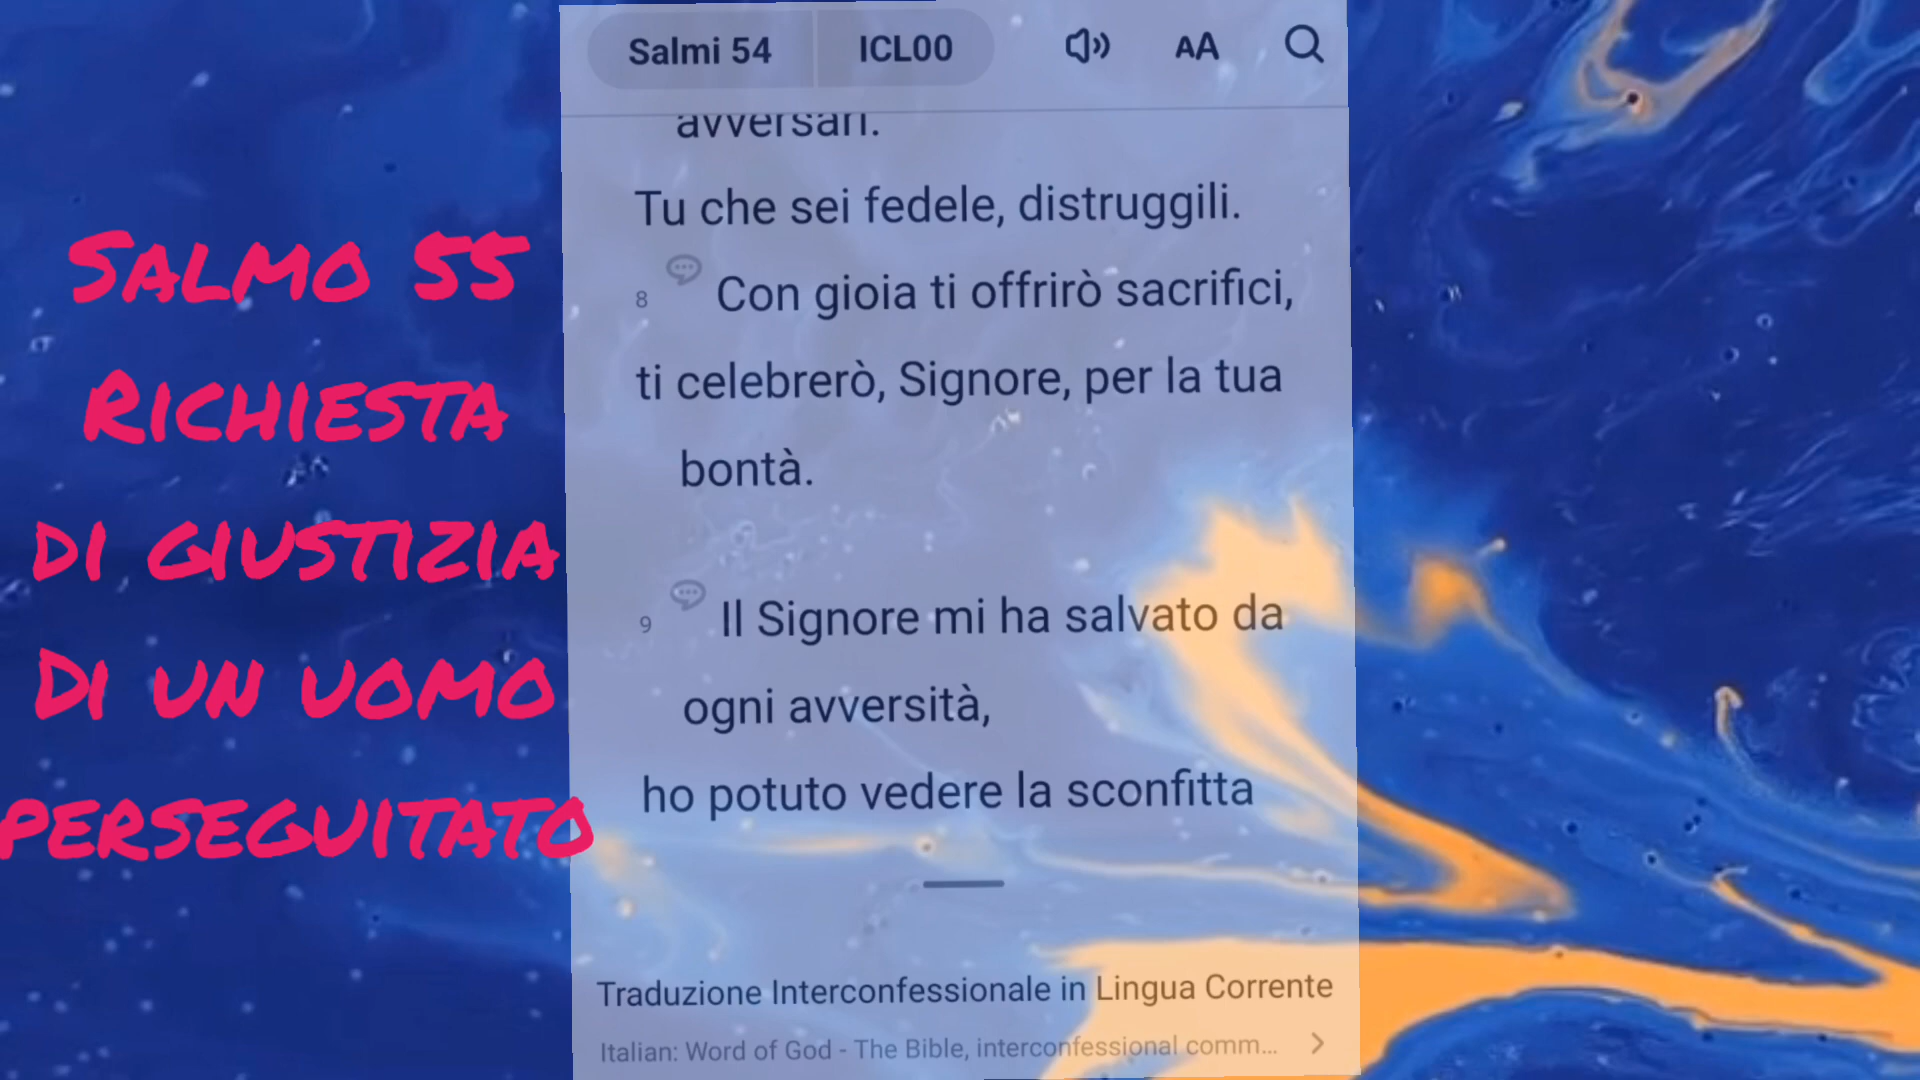 Salmo 55
Richiesta
di giustizia
Di un uomo
perseguitato
Salmi 54 ICL00 AA
avversari.
Tu che sei fedele, distruggili.
8 Con gioia ti offrirò sacrifici,
ti celebrerò, Signore, per la tua
bontà.
9 Il Signore mi ha salvato da
ogni avversità,
ho potuto vedere la sconfitta
Traduzione Interconfessionale in Lingua Corrente
Italian: Word of God - The Bible, interconfessional comm...